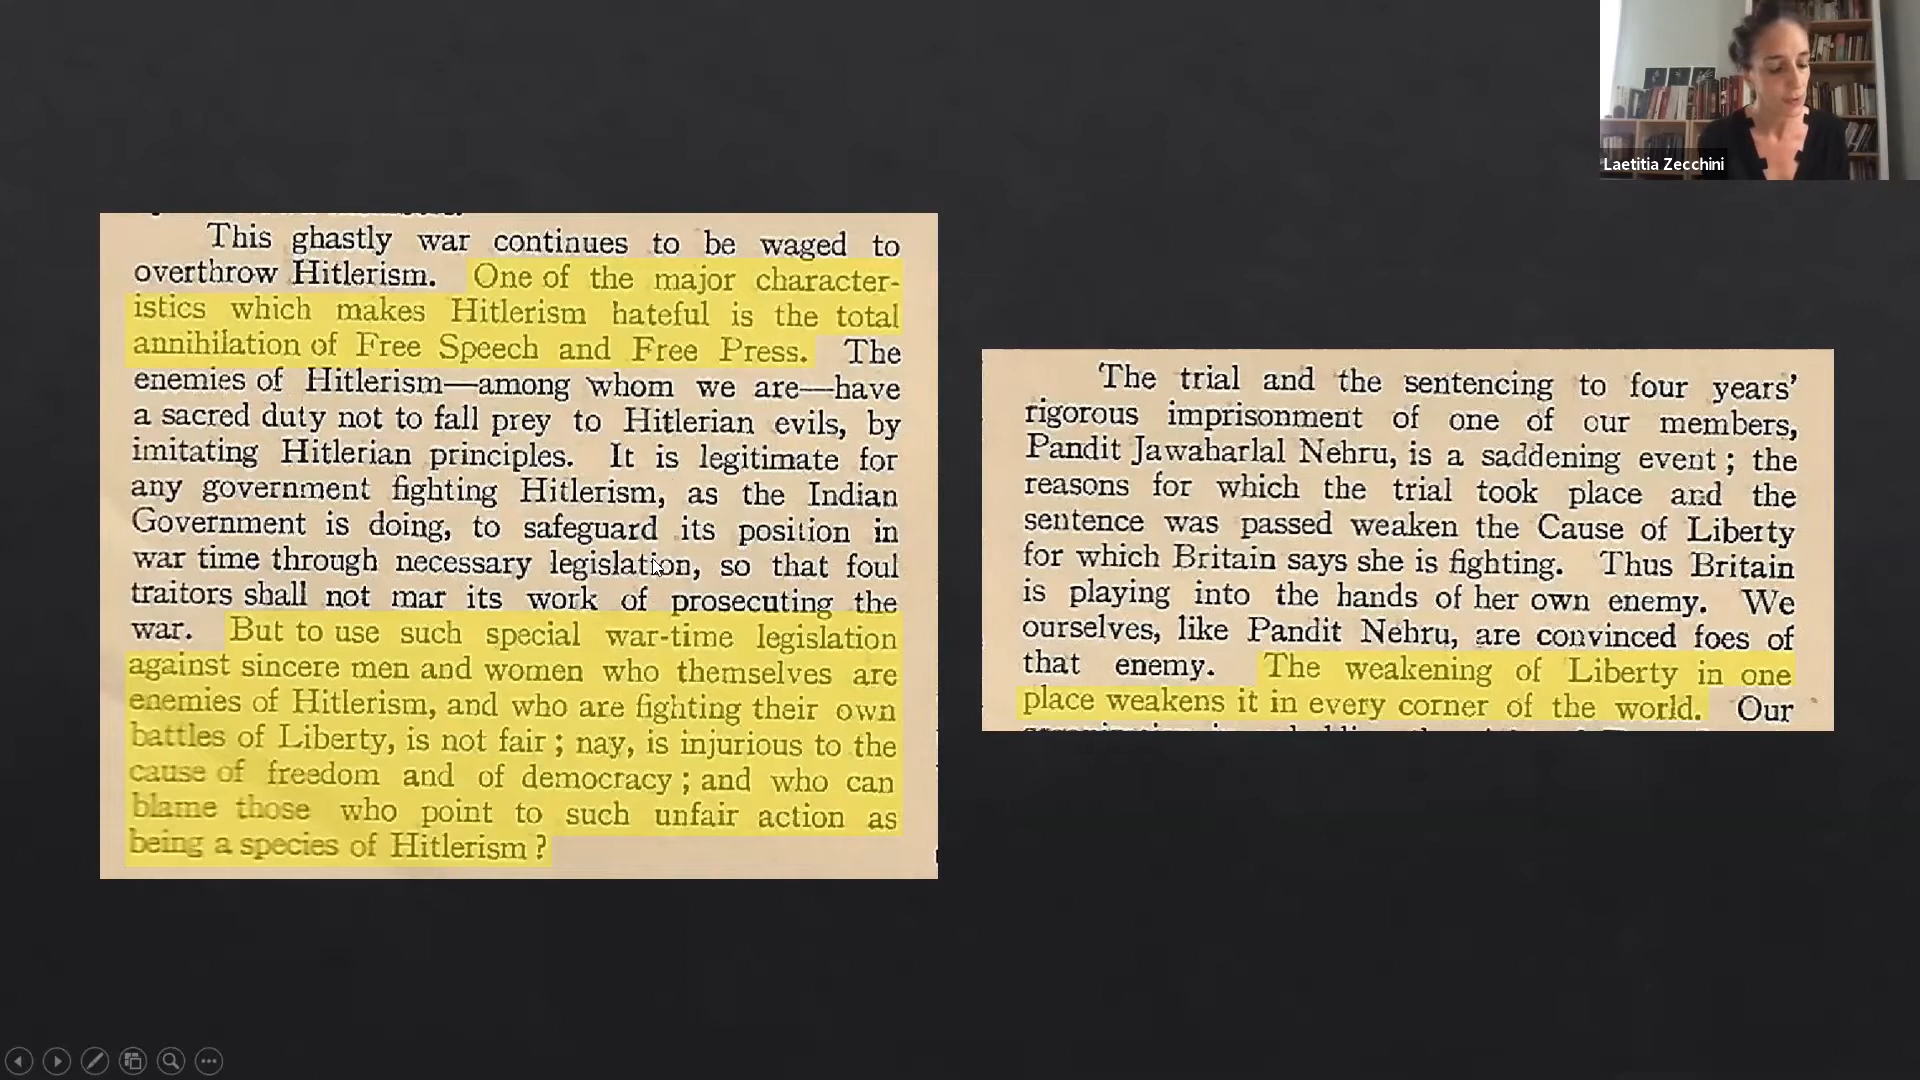 Laetitia Zecchini
This ghastly war continues to be waged to
overthrow Hitlerism. One of the major character-
istics which makes Hitlerism hateful is the total
annihilation of Free Speech and Free Press. The
enemies of Hitlerism—among whom we are—have
a sacred duty not to fall prey to Hitlerian evils, by
imitating Hitlerian principles. It is legitimate for
any government fighting Hitlerism, as the Indian
Government is doing, to safeguard its position in
war time through necessary legislation, so that foul
traitors shall not mar its work of prosecuting the
war. But to use such special war-time legislation
against sincere men and women who themselves are
enemies of Hitlerism, and who are fighting their own
battles of Liberty, is not fair; nay, is injurious to the
cause of freedom and of democracy; and who can
blame those who point to such unfair action as
being a species of Hitlerism?
The trial and the sentencing to four years'
rigorous imprisonment of one of our members,
Pandit Jawaharlal Nehru, is a saddening event; the
reasons for which the trial took place and the
sentence was passed weaken the Cause of Liberty
for which Britain says she is fighting. Thus Britain
is playing into the hands of her own enemy. We
ourselves, like Pandit Nehru, are convinced foes of
that enemy. The weakening of Liberty in one
place weakens it in every corner of the world. Our